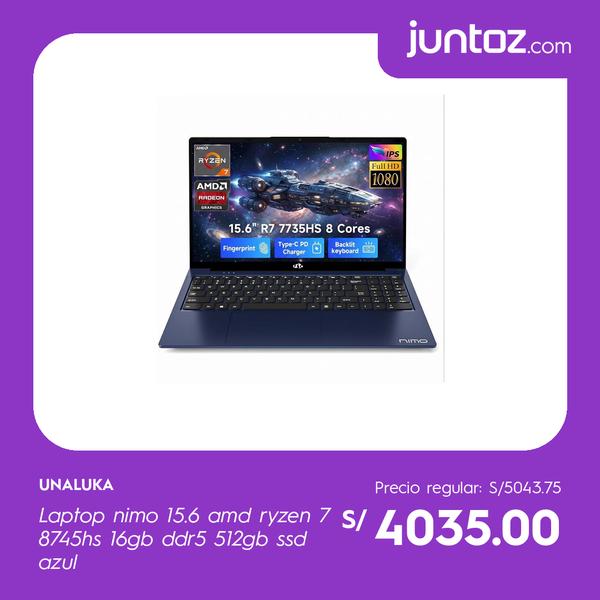 juntoz.com
AMD
RYZEN
7
AMD
RADEON
GRAPHICS
IPS
Full HD
1080
15.6" R7 7735HS 8 Cores
Fingerprint
Type-C PD
Charger
Backlit
keyboard
nimo
UNALUKA
Precio regular: S/5043.75
Laptop nimo 15.6 amd ryzen 7
8745hs 16gb ddr5 512gb ssd
azul
S/ 4035.00